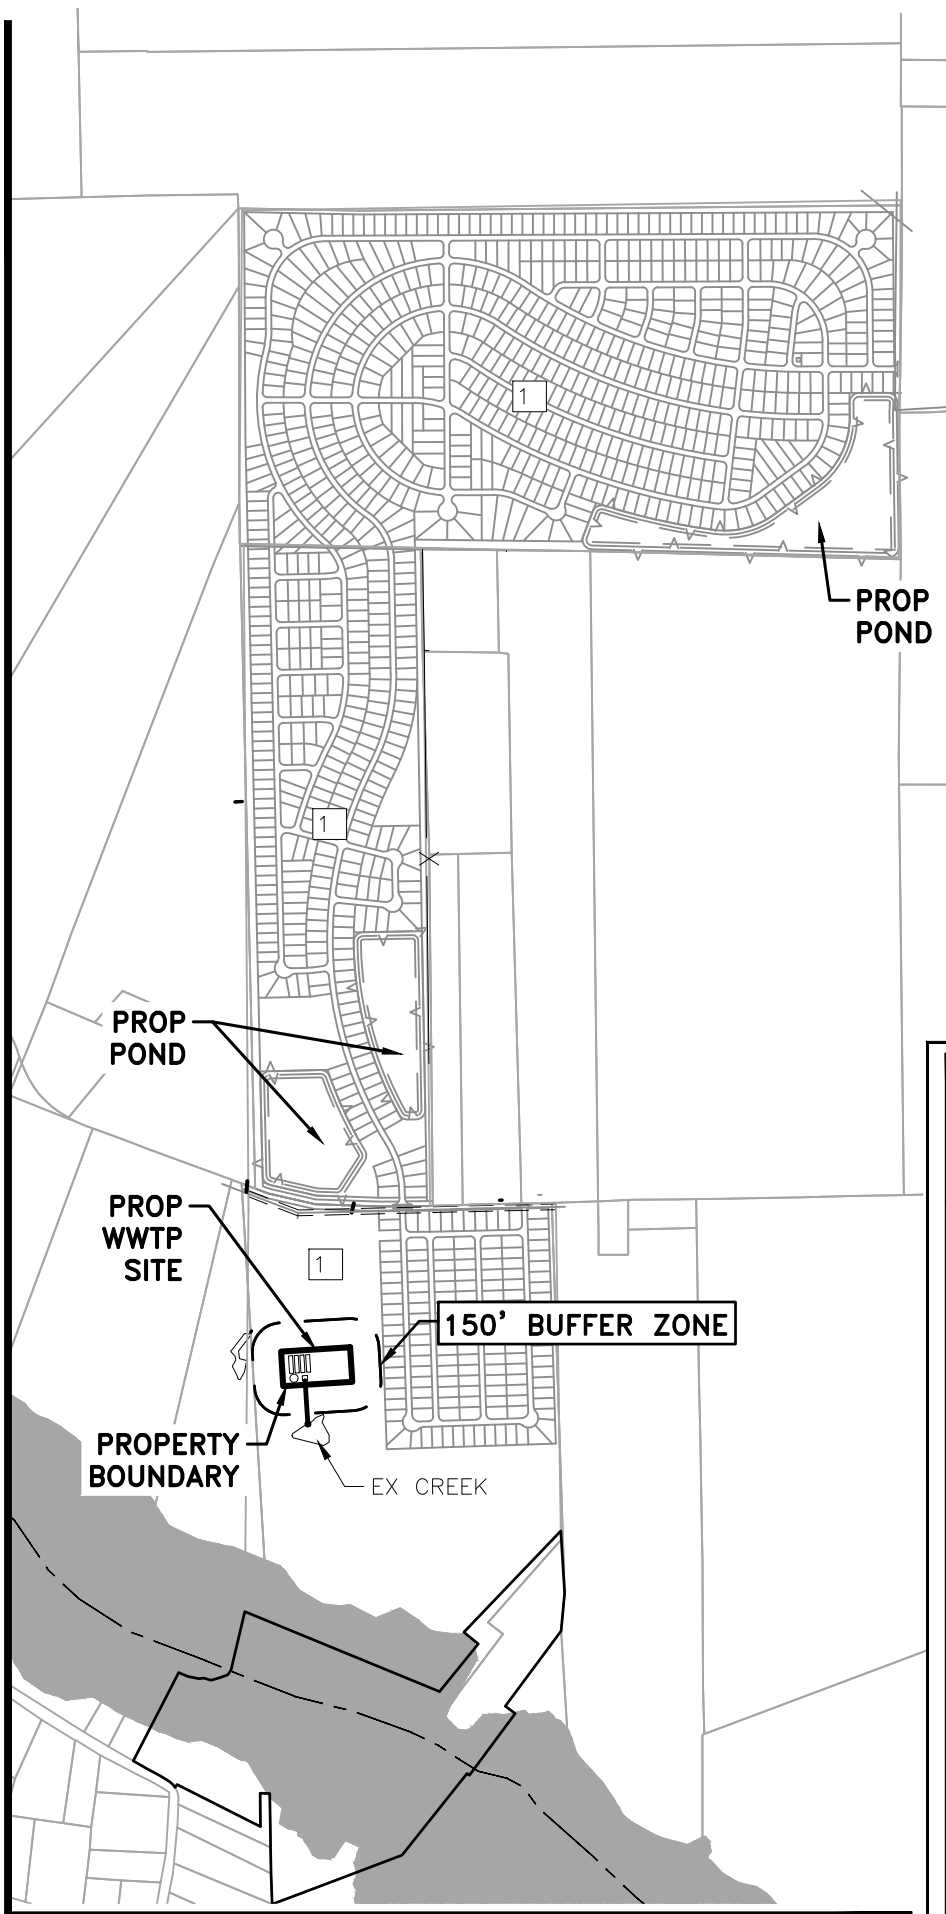 1
PROP
POND
1
PROP
POND
PROP
WWTP
SITE
1
150' BUFFER ZONE
PROPERTY
BOUNDARY
EX CREEK